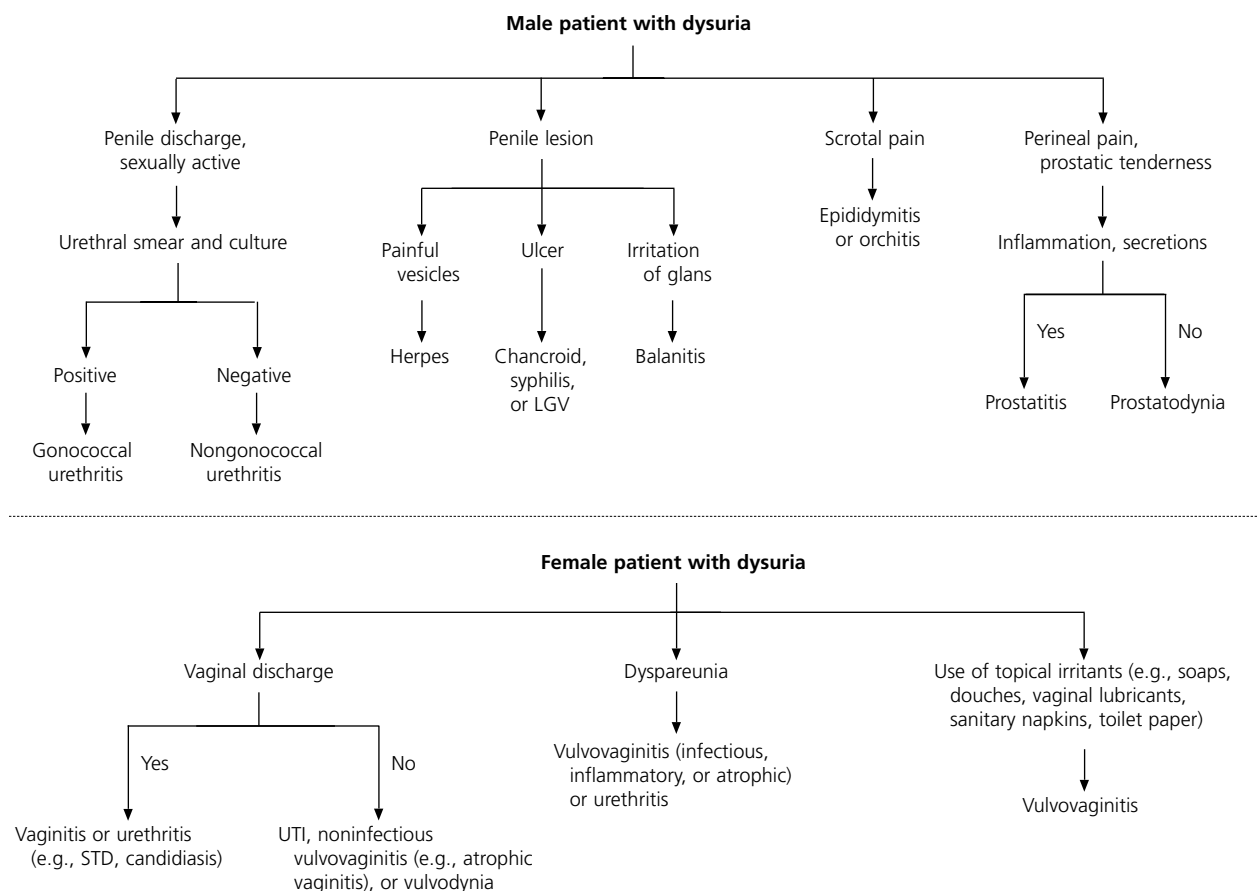 Male patient with dysuria
Penile discharge,
sexually active
Penile lesion
Scrotal pain
Perineal pain,
prostatic tenderness
Urethral smear and culture
Painful
vesicles
Ulcer
Irritation
of glans
Epididymitis
or orchitis
Inflammation, secretions
Positive
Negative
Herpes
Chancroid,
syphilis,
or LGV
Balanitis
Yes
No
Prostatitis
Prostatodynia
Gonococcal
urethritis
Nongonococcal
urethritis
Female patient with dysuria
Vaginal discharge
Dyspareunia
Use of topical irritants (e.g., soaps,
douches, vaginal lubricants,
sanitary napkins, toilet paper)
Yes
No
Vulvovaginitis (infectious,
inflammatory, or atrophic)
or urethritis
Vulvovaginitis
Vaginitis or urethritis
(e.g., STD, candidiasis)
UTI, noninfectious
vulvovaginitis (e.g., atrophic
vaginitis), or vulvodynia